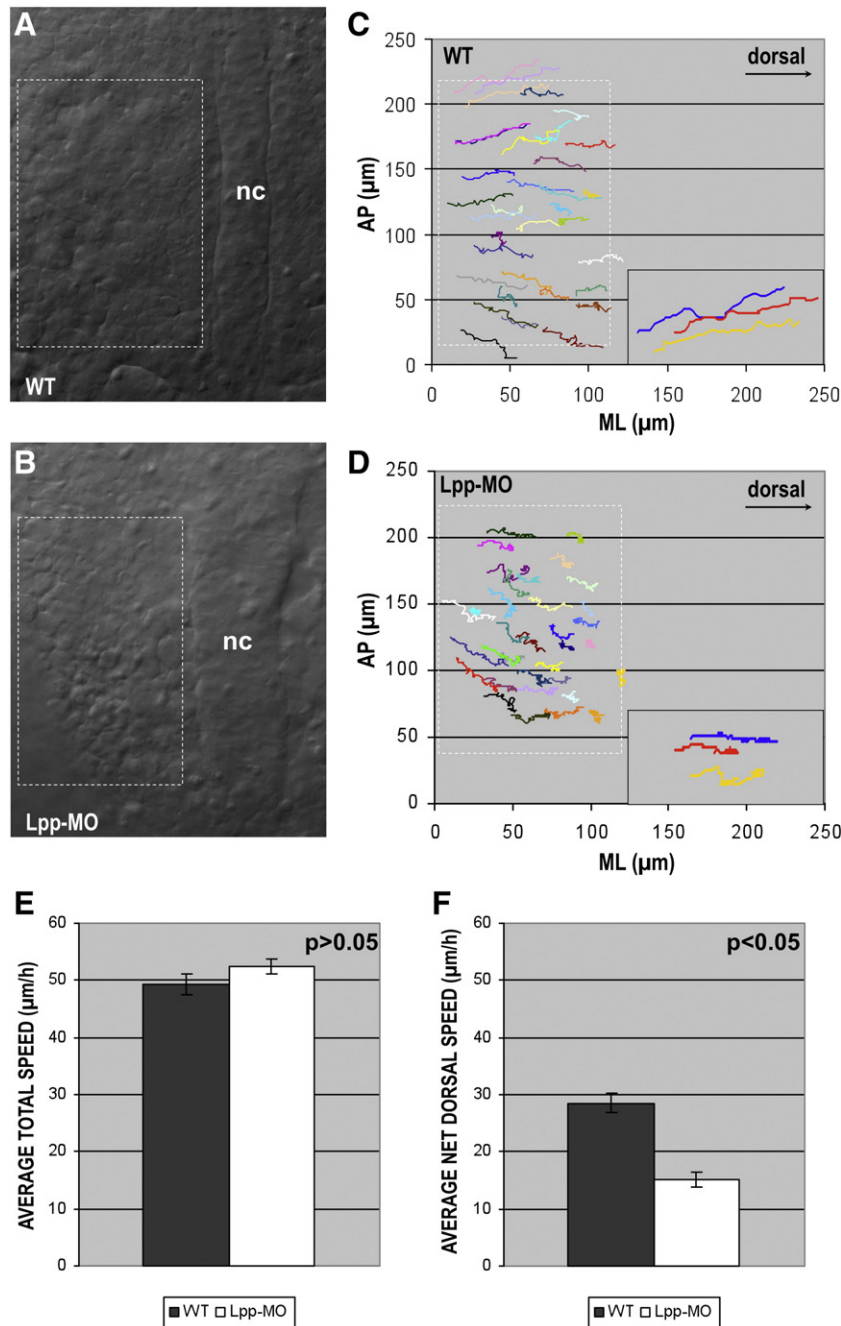 A
nc
WT
B
nc
Lpp-MO
C
WT
dorsal
250
200
150
100
50
0
AP (µm)
0 50 100 150 200 250
ML (µm)
D
Lpp-MO
dorsal
250
200
150
100
50
0
AP (µm)
0 50 100 150 200 250
ML (µm)
E
p>0.05
60
50
40
30
20
10
0
AVERAGE TOTAL SPEED (µm/h)
WT Lpp-MO
F
p<0.05
60
50
40
30
20
10
0
AVERAGE NET DORSAL SPEED (µm/h)
WT Lpp-MO